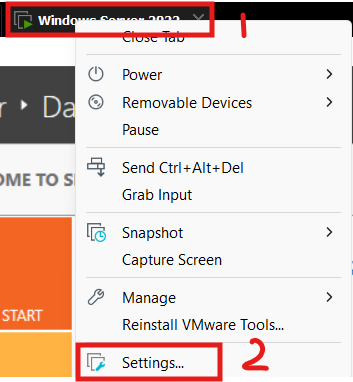 Windows Server 2022
1
Close Tab
r ▸ Da
Power
Removable Devices
Pause
OME TO S
Send Ctrl+Alt+Del
Grab Input
Snapshot
Capture Screen
Manage
START
Reinstall VMware Tools...
2
Settings...